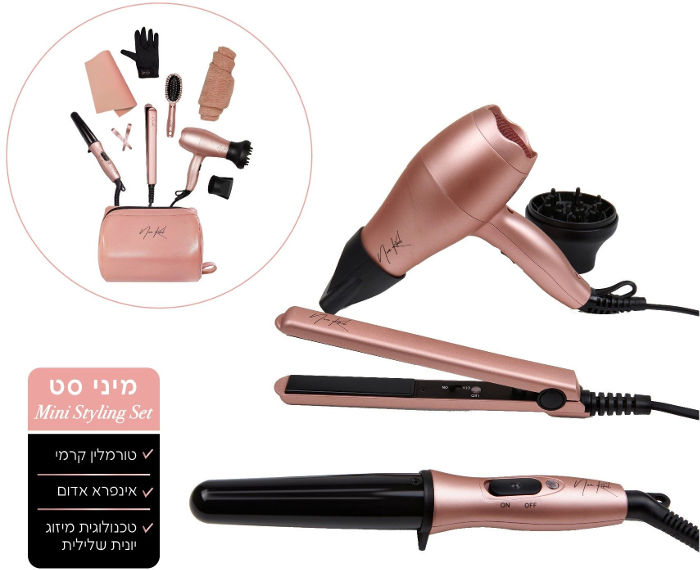 מיני סט
Mini Styling Set
טורמלין קרמי
אינפרא אדום
טכנולוגית מיזוג
יונית שלילית
ON OFF